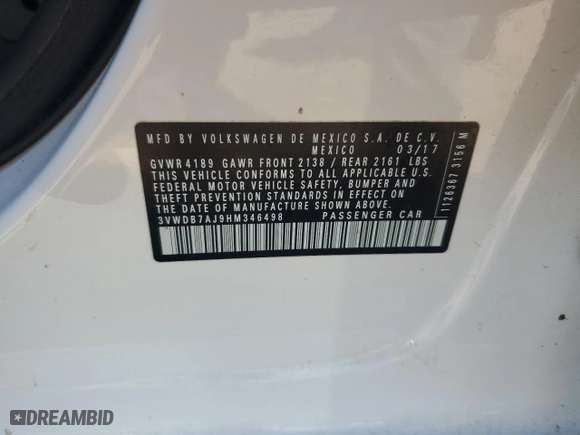 MFD BY VOLKSWAGEN DE MEXICO S.A. DE C.V.
MEXICO 03/17
GVWR 4189 GAWR FRONT 2138 / REAR 2161 LBS
THIS VEHICLE CONFORMS TO ALL APPLICABLE U.S.
FEDERAL MOTOR VEHICLE SAFETY, BUMPER AND
THEFT PREVENTION STANDARDS IN EFFECT ON
THE DATE OF MANUFACTURE SHOWN ABOVE.
3VWDB7AJ9HM346498 PASSENGER CAR
1126367 3156 M
DREAMBID